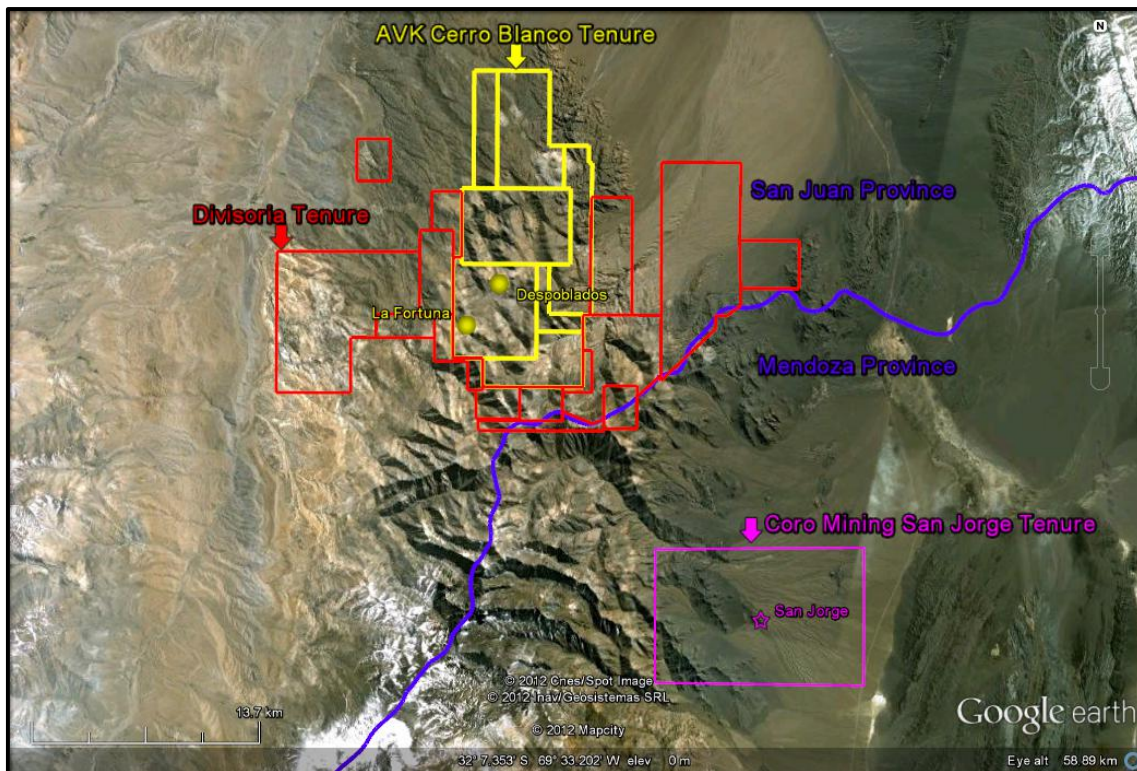 AVK Cerro Blanco Tenure
N
San Juan Province
Divisoria Tenure
Despoblados
La Fortuna
Mendoza Province
Coro Mining San Jorge Tenure
San Jorge
© 2012 Cnes/Spot Image
© 2012 Inav/Geosistemas SRL
13.7 km
© 2012 Mapcity
Google earth
32° 7.353' S 69° 33.202' W elev 0 m
Eye alt 58.89 km